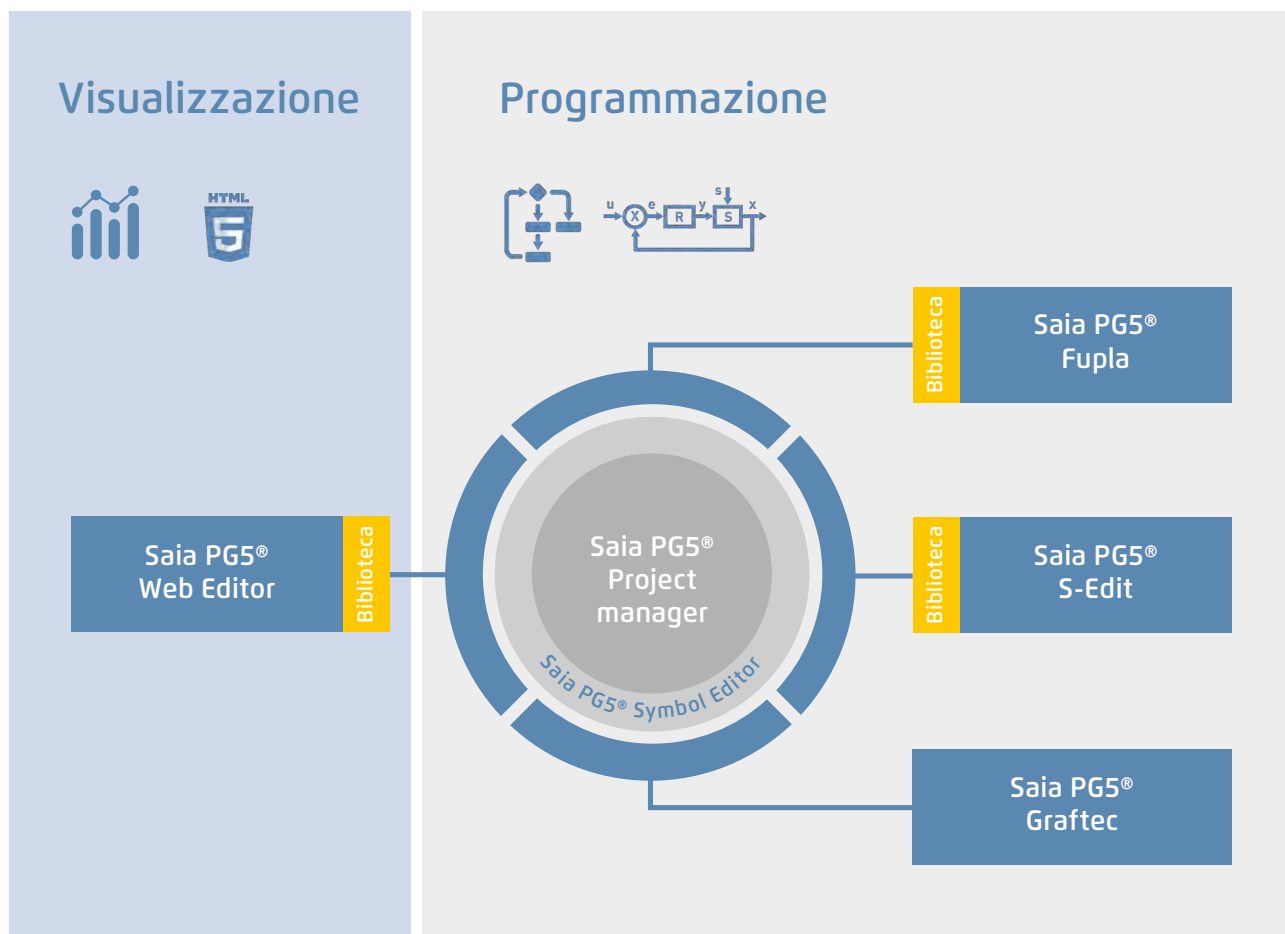 Visualizzazione
Programmazione
HTML
5
u
X
e
R
y
s
S
x
Biblioteca
Saia PG5®
Fupla
Saia PG5®
Web Editor
Biblioteca
Saia PG5®
Project
manager
Saia PG5® Symbol Editor
Biblioteca
Saia PG5®
S-Edit
Saia PG5®
Graftec